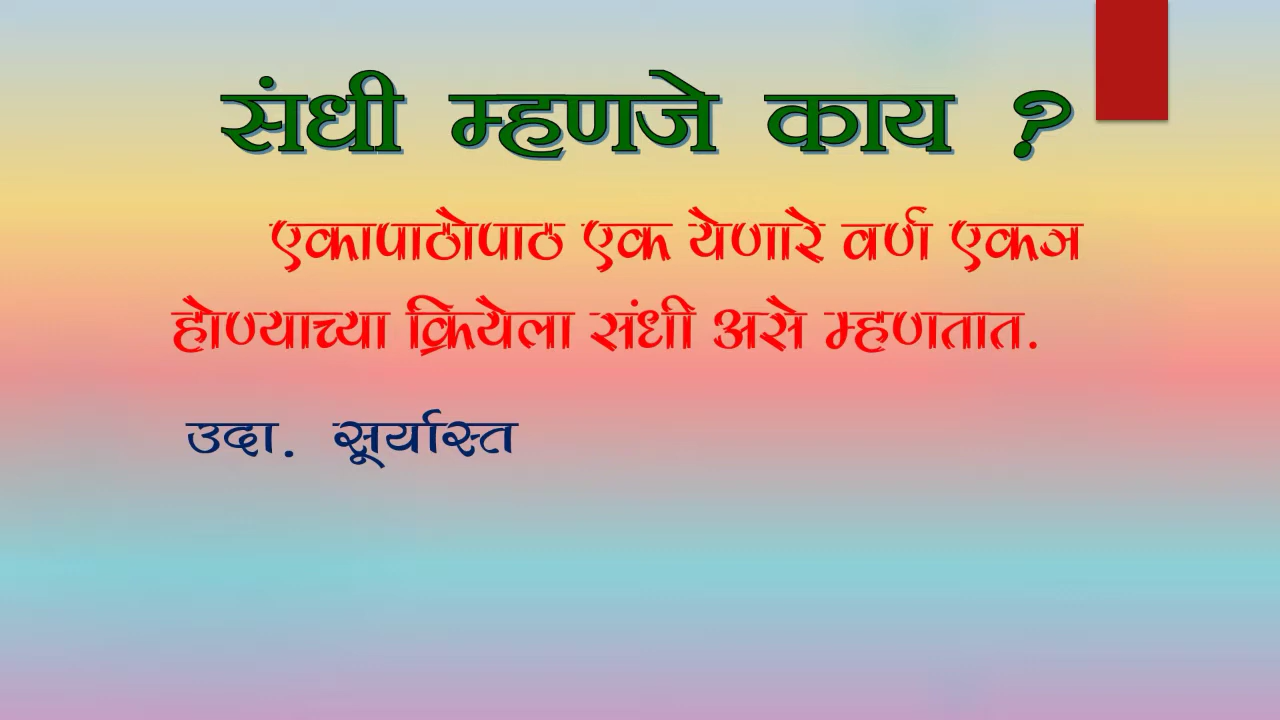 संधी म्हणजे काय ?
एकापाठोपाठ एक येणारे वर्ण एकत्र
होण्याच्या क्रियेला संधी असे म्हणतात.
उदा. सूर्यास्त